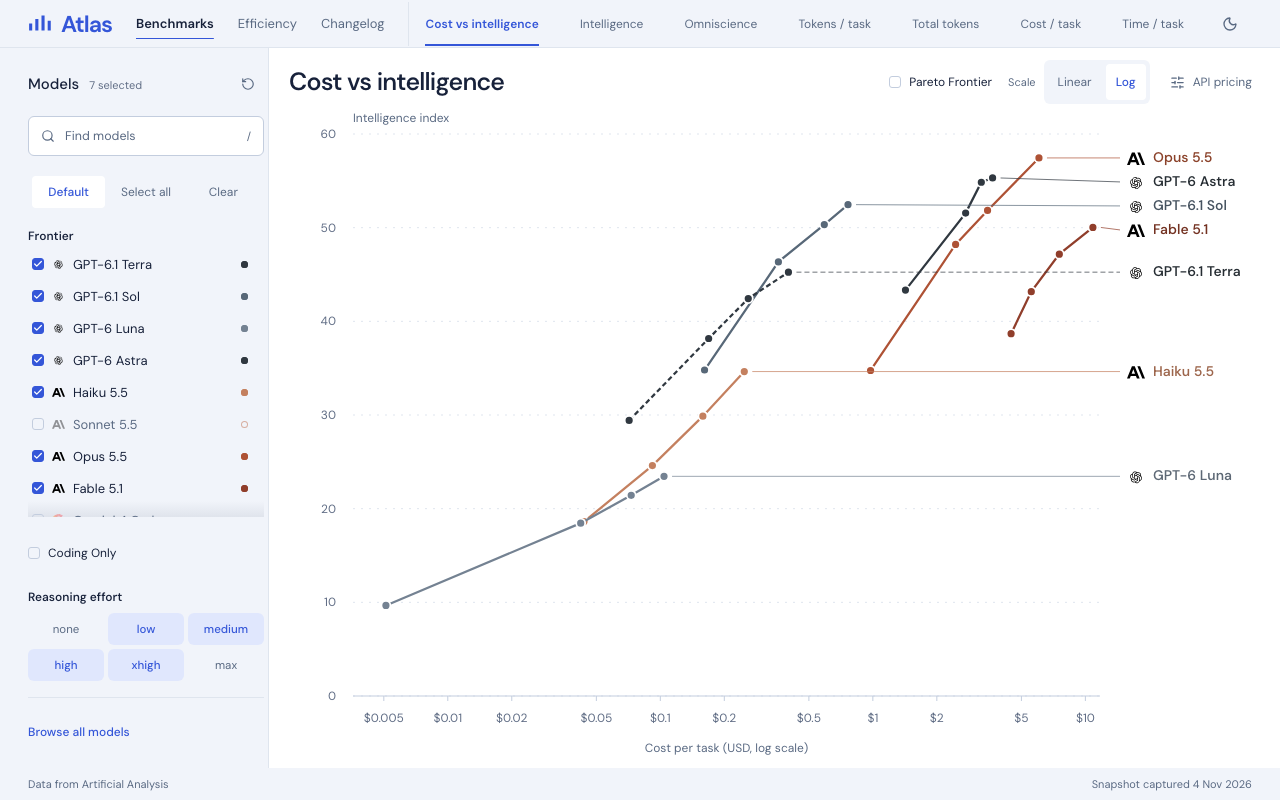 Atlas
Benchmarks
Efficiency
Changelog
Cost vs intelligence
Intelligence
Omniscience
Tokens / task
Total tokens
Cost / task
Time / task
Models
7 selected
Find models
/
Default
Select all
Clear
Frontier
GPT-6.1 Terra
GPT-6.1 Sol
GPT-6 Luna
GPT-6 Astra
Haiku 5.5
Sonnet 5.5
Opus 5.5
Fable 5.1
Coding Only
Reasoning effort
none
low
medium
high
xhigh
max
Browse all models
Cost vs intelligence
Pareto Frontier
Scale
Linear
Log
API pricing
Intelligence index
60
50
40
30
20
10
0
Opus 5.5
GPT-6 Astra
GPT-6.1 Sol
Fable 5.1
GPT-6.1 Terra
Haiku 5.5
GPT-6 Luna
$0.005
$0.01
$0.02
$0.05
$0.1
$0.2
$0.5
$1
$2
$5
$10
Cost per task (USD, log scale)
Data from Artificial Analysis
Snapshot captured 4 Nov 2026